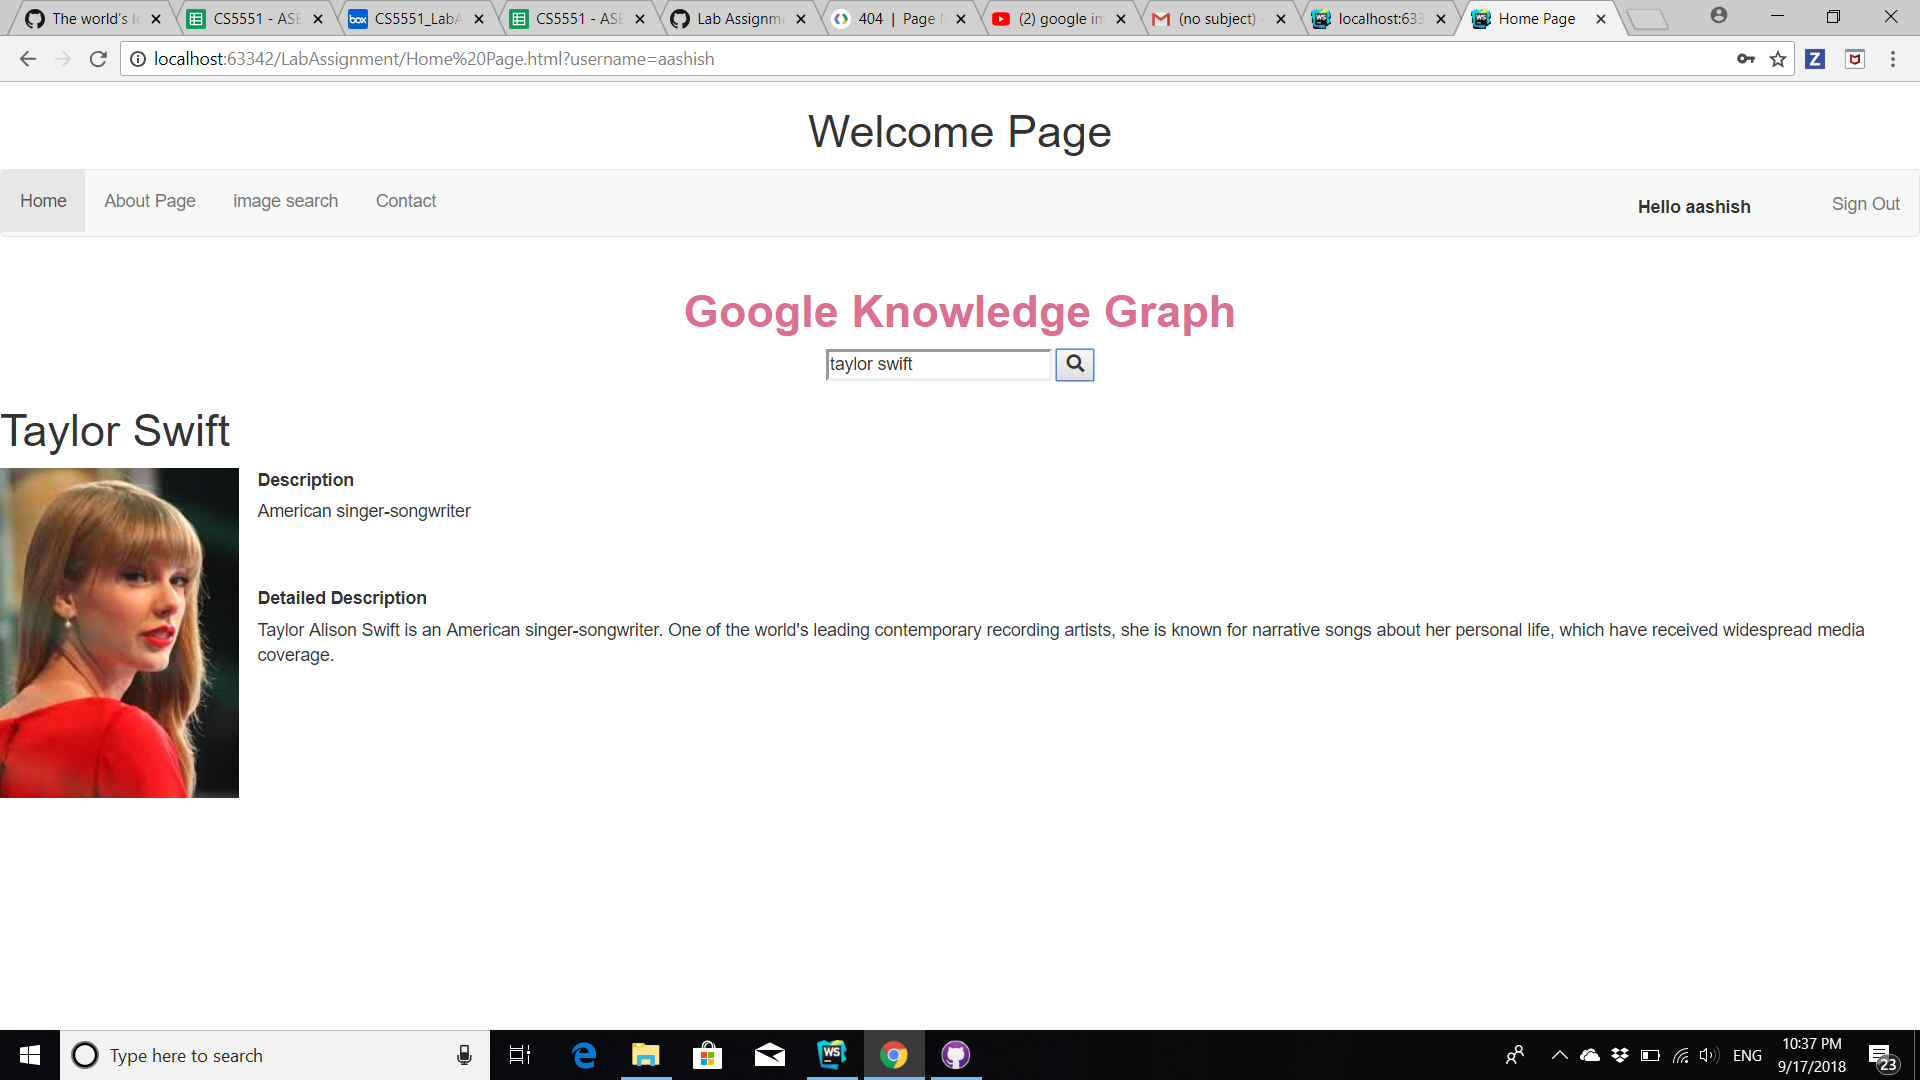 The world's le
CS5551 - ASE
CS5551_LabA
CS5551 - ASE
Lab Assignme
404 | Page N
(2) google im
(no subject) -
localhost:633
Home Page
localhost:63342/LabAssignment/Home%20Page.html?username=aashish
Welcome Page
Home About Page image search Contact Hello aashish Sign Out
Google Knowledge Graph
taylor swift
Taylor Swift
Description
American singer-songwriter
Detailed Description
Taylor Alison Swift is an American singer-songwriter. One of the world's leading contemporary recording artists, she is known for narrative songs about her personal life, which have received widespread media
coverage.
Type here to search
ENG
10:37 PM
9/17/2018
23